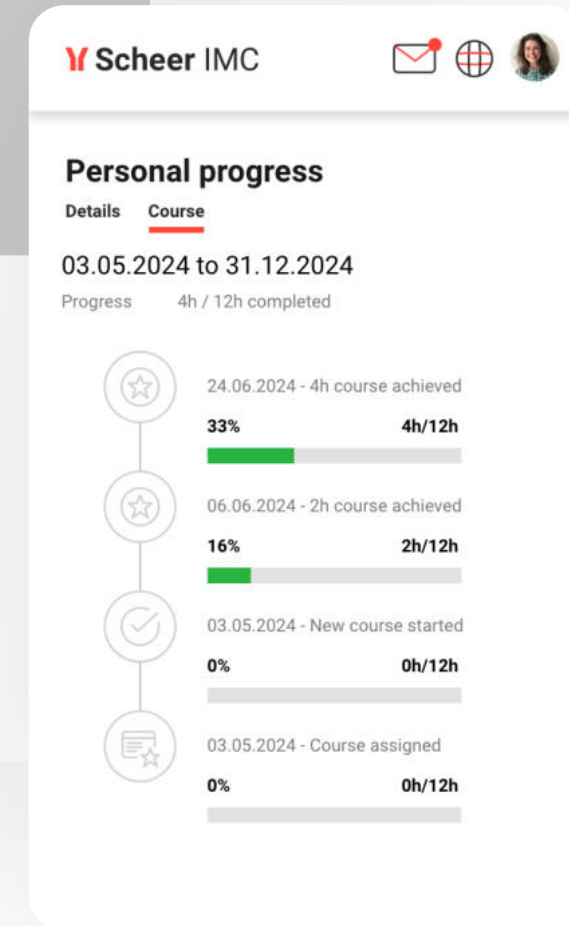 Scheer IMC
Personal progress
Details Course
03.05.2024 to 31.12.2024
Progress 4h / 12h completed
24.06.2024 - 4h course achieved
33% 4h/12h
06.06.2024 - 2h course achieved
16% 2h/12h
03.05.2024 - New course started
0% 0h/12h
03.05.2024 - Course assigned
0% 0h/12h